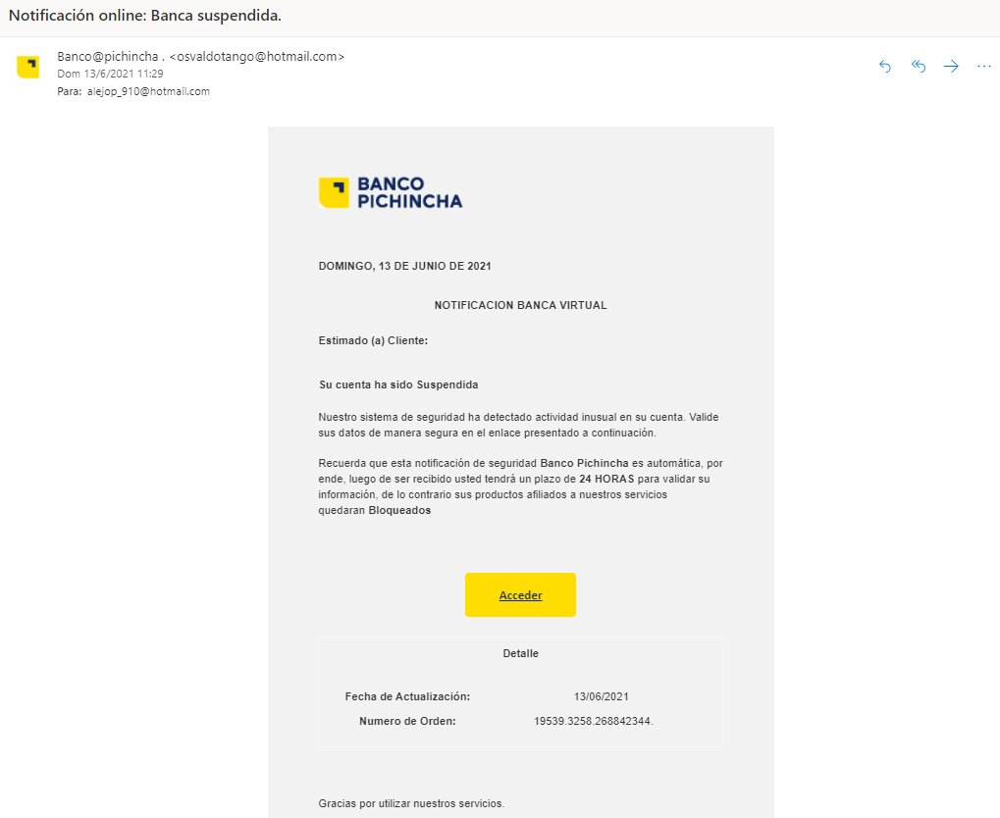 Notificación online: Banca suspendida.
Banco@pichincha . <osvaldotango@hotmail.com>
Dom 13/6/2021 11:29
Para: alejop_910@hotmail.com
BANCO
PICHINCHA
DOMINGO, 13 DE JUNIO DE 2021
NOTIFICACION BANCA VIRTUAL
Estimado (a) Cliente:
Su cuenta ha sido Suspendida
Nuestro sistema de seguridad ha detectado actividad inusual en su cuenta. Valide
sus datos de manera segura en el enlace presentado a continuación.
Recuerda que esta notificación de seguridad Banco Pichincha es automática, por
ende, luego de ser recibido usted tendrá un plazo de 24 HORAS para validar su
información, de lo contrario sus productos afiliados a nuestros servicios
quedaran Bloqueados
Acceder
Detalle
Fecha de Actualización: 13/06/2021
Numero de Orden: 19539.3258.268842344.
Gracias por utilizar nuestros servicios.